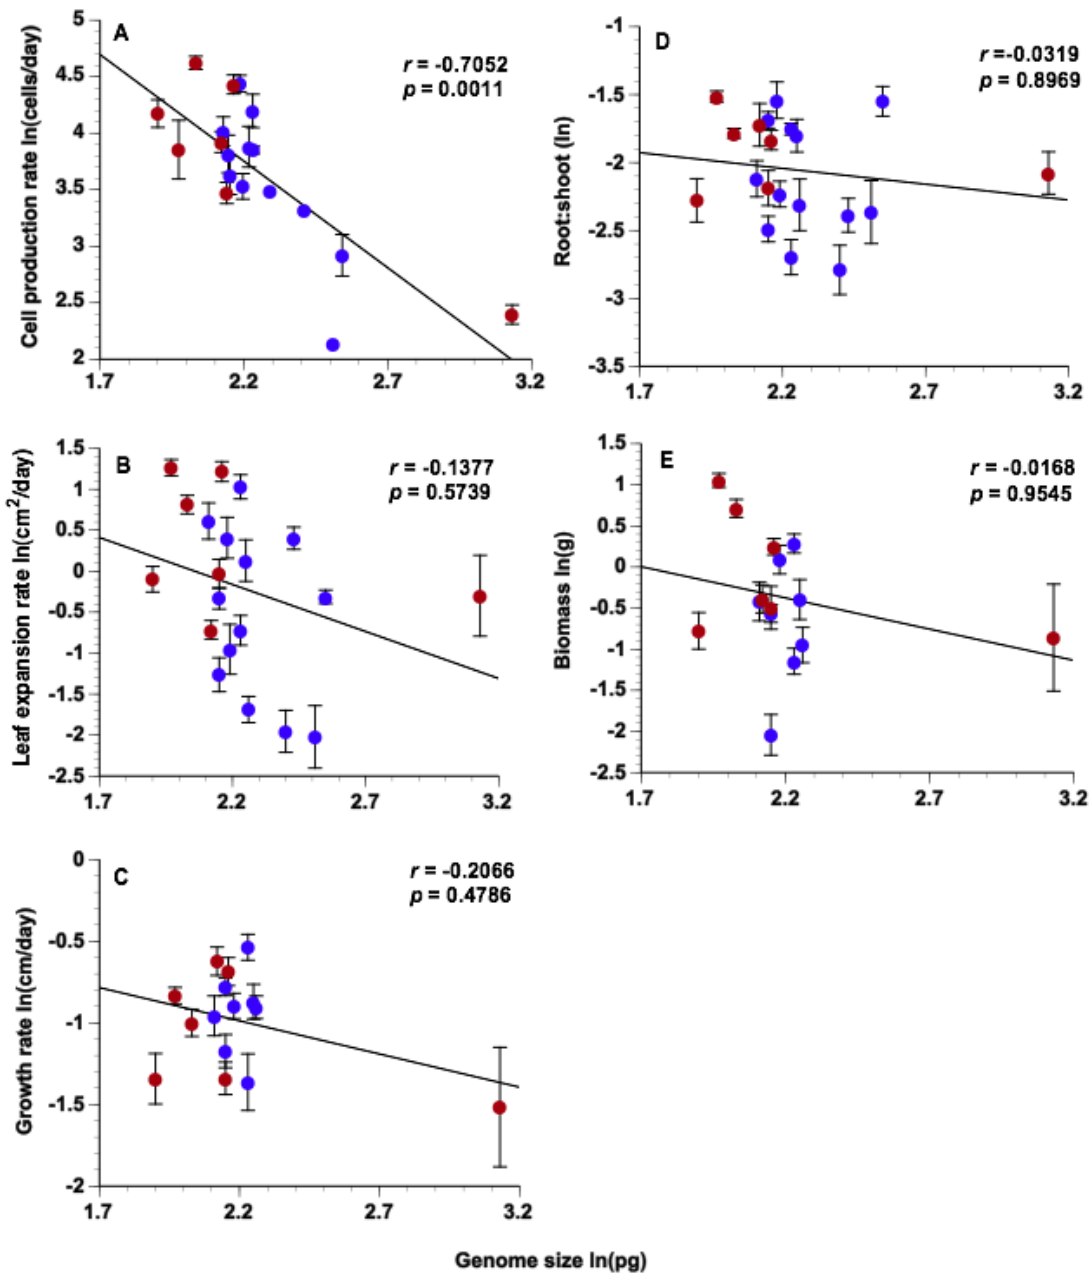 A
r = -0.7052
p = 0.0011
Cell production rate ln(cells/day)
5
4.5
4
3.5
3
2.5
2
1.7 2.2 2.7 3.2
D
r =-0.0319
p = 0.8969
Root:shoot (ln)
-1
-1.5
-2
-2.5
-3
-3.5
1.7 2.2 2.7 3.2
B
r = -0.1377
p = 0.5739
Leaf expansion rate ln(cm²/day)
1.5
1
0.5
0
-0.5
-1
-1.5
-2
-2.5
1.7 2.2 2.7 3.2
E
r = -0.0168
p = 0.9545
Biomass ln(g)
1.5
1
0.5
0
-0.5
-1
-1.5
-2
-2.5
1.7 2.2 2.7 3.2
C
r = -0.2066
p = 0.4786
Growth rate ln(cm/day)
0
-0.5
-1
-1.5
-2
1.7 2.2 2.7 3.2
Genome size ln(pg)